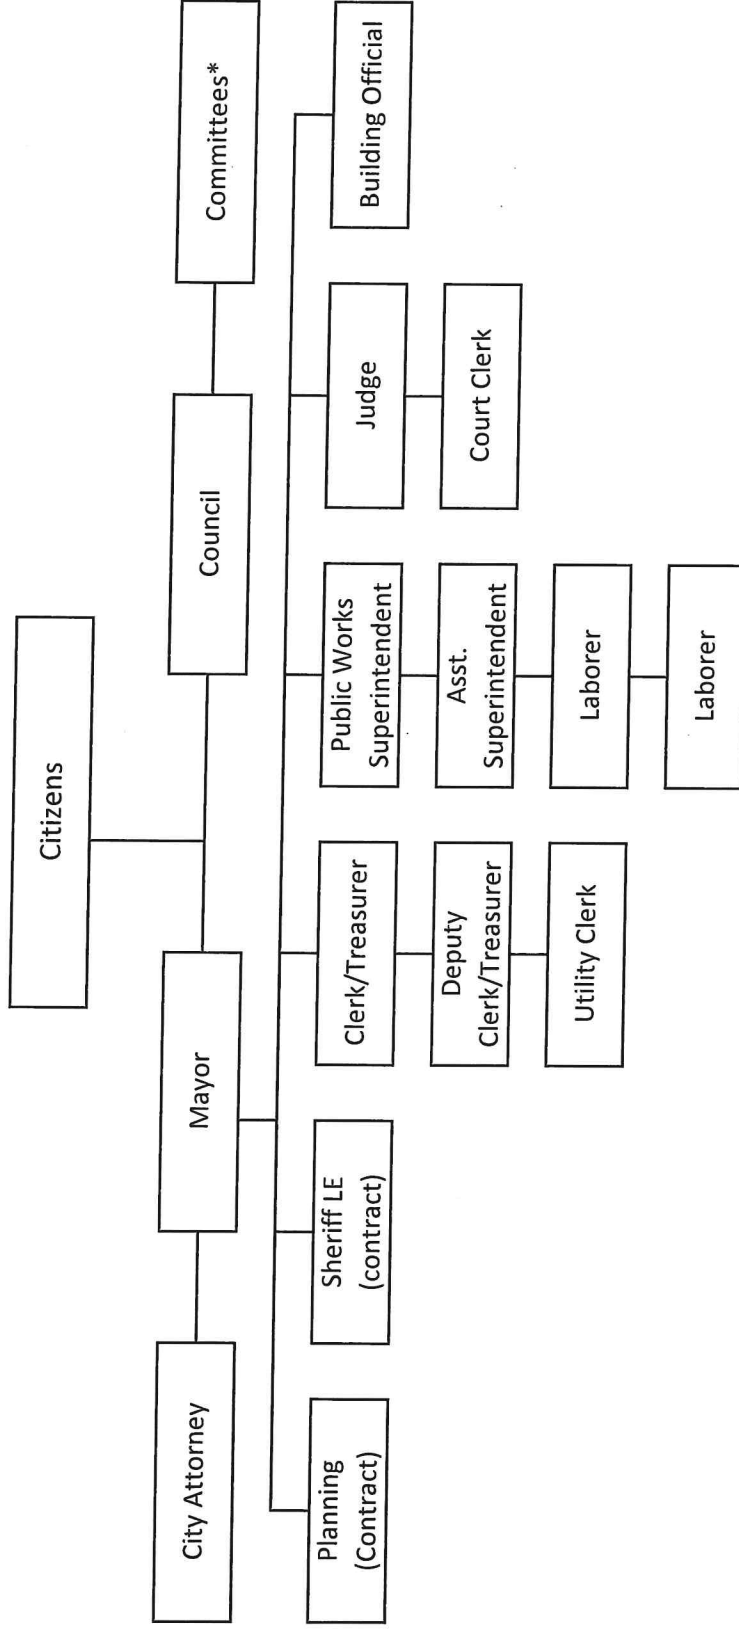 Citizens
City Attorney
Mayor
Council
Committees*
Planning
(Contract)
Sheriff LE
(contract)
Clerk/Treasurer
Public Works
Superintendent
Judge
Building Official
Deputy
Clerk/Treasurer
Asst.
Superintendent
Court Clerk
Utility Clerk
Laborer
Laborer